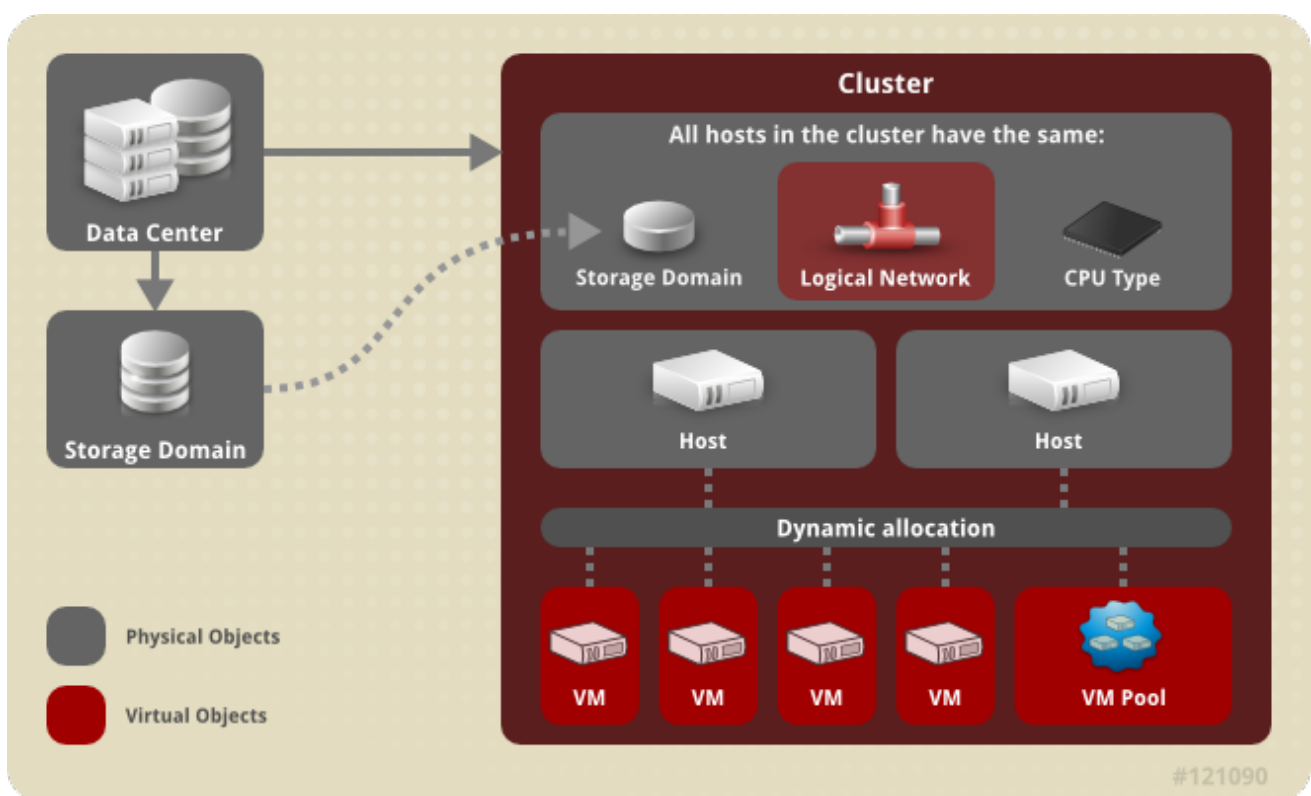 Cluster
All hosts in the cluster have the same:
Data Center
Storage Domain
Logical Network
CPU Type
Storage Domain
Host
Host
Dynamic allocation
VM
VM
VM
VM
VM Pool
Physical Objects
Virtual Objects
#121090